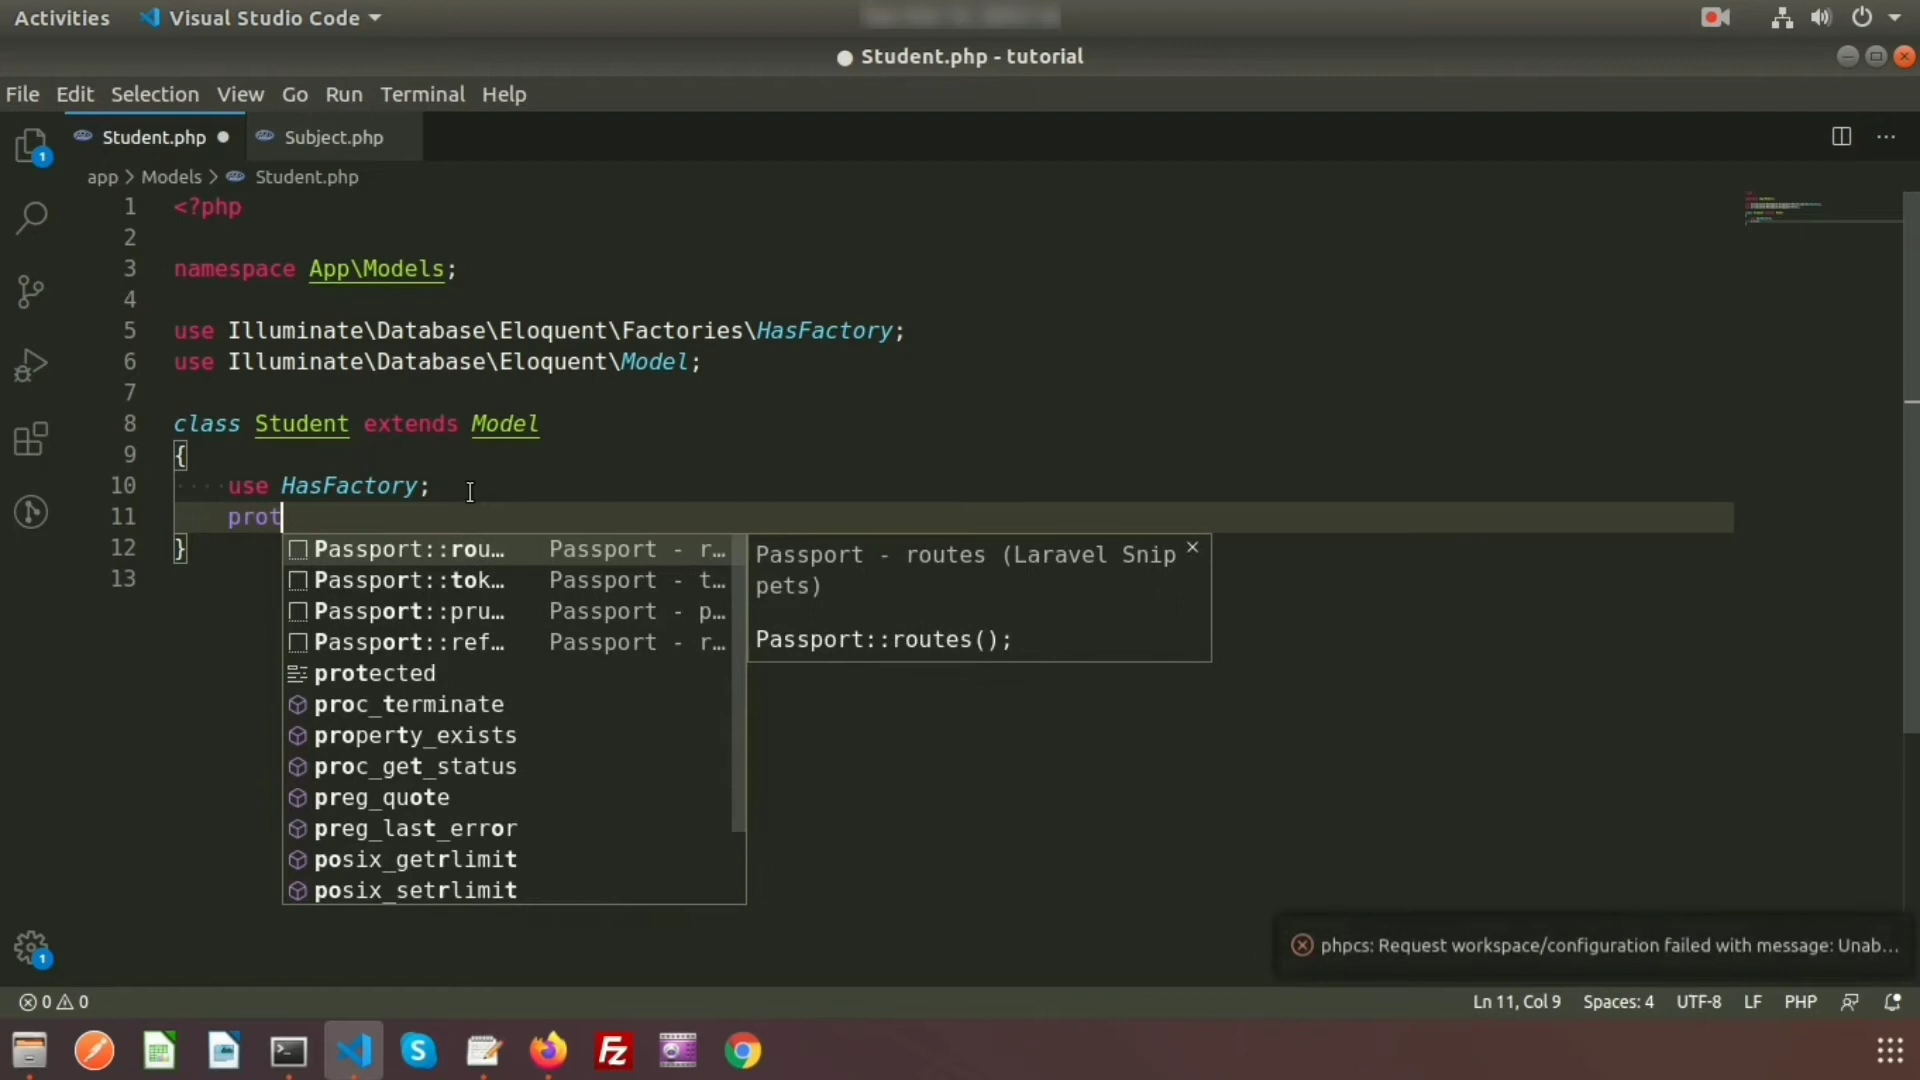 Activities Visual Studio Code
Student.php - tutorial
File Edit Selection View Go Run Terminal Help
1
Student.php
Subject.php
app > Models > Student.php
1 <?php
2
3 namespace App\Models;
4
5 use Illuminate\Database\Eloquent\Factories\HasFactory;
6 use Illuminate\Database\Eloquent\Model;
7
8 class Student extends Model
9 {
10 use HasFactory;
11 prot
12 }
13
Passport::rou… Passport - r…
Passport::tok… Passport - t…
Passport::pru… Passport - p…
Passport::ref… Passport - r…
protected
proc_terminate
property_exists
proc_get_status
preg_quote
preg_last_error
posix_getrlimit
posix_setrlimit
Passport - routes (Laravel Snip
pets)
Passport::routes();
1
phpcs: Request workspace/configuration failed with message: Unab…
0 0 Ln 11, Col 9 Spaces: 4 UTF-8 LF PHP
S
Fz